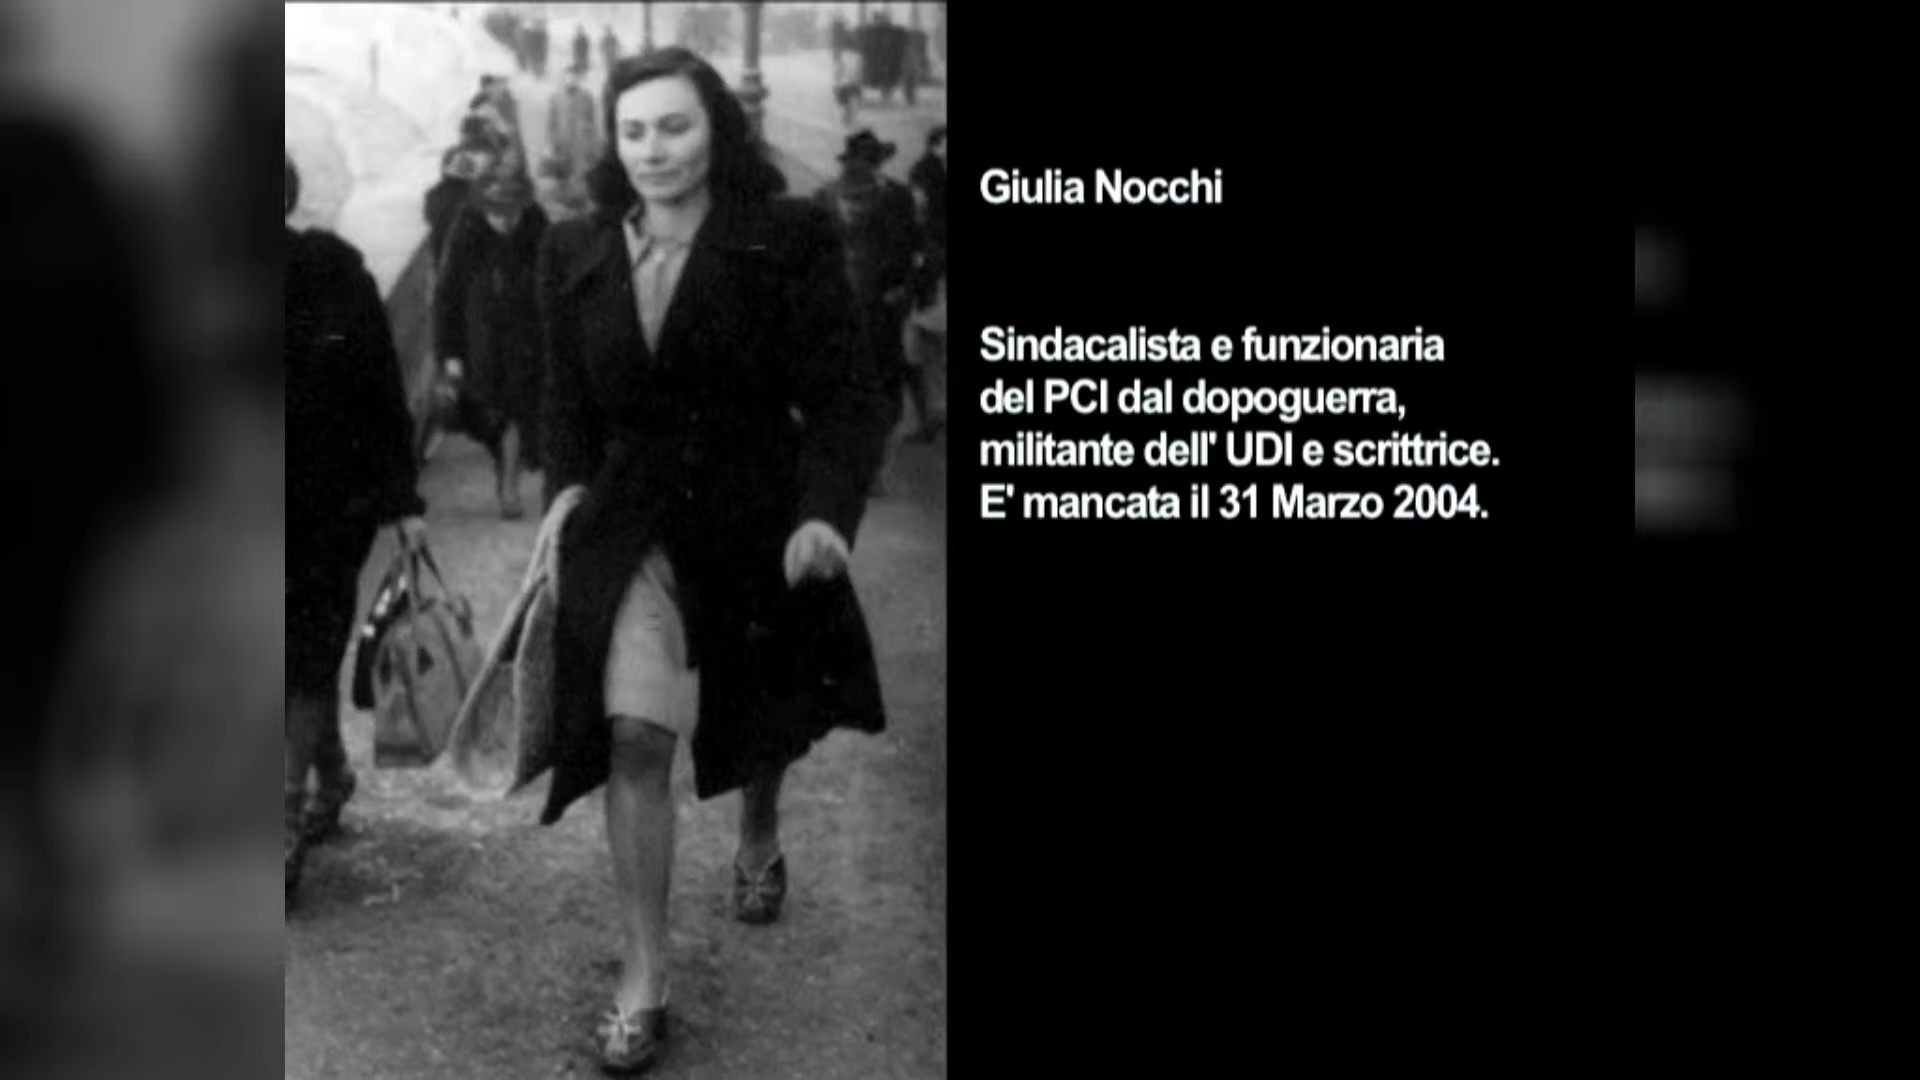 Giulia Nocchi
Sindacalista e funzionaria
del PCI dal dopoguerra,
militante dell' UDI e scrittrice.
E' mancata il 31 Marzo 2004.